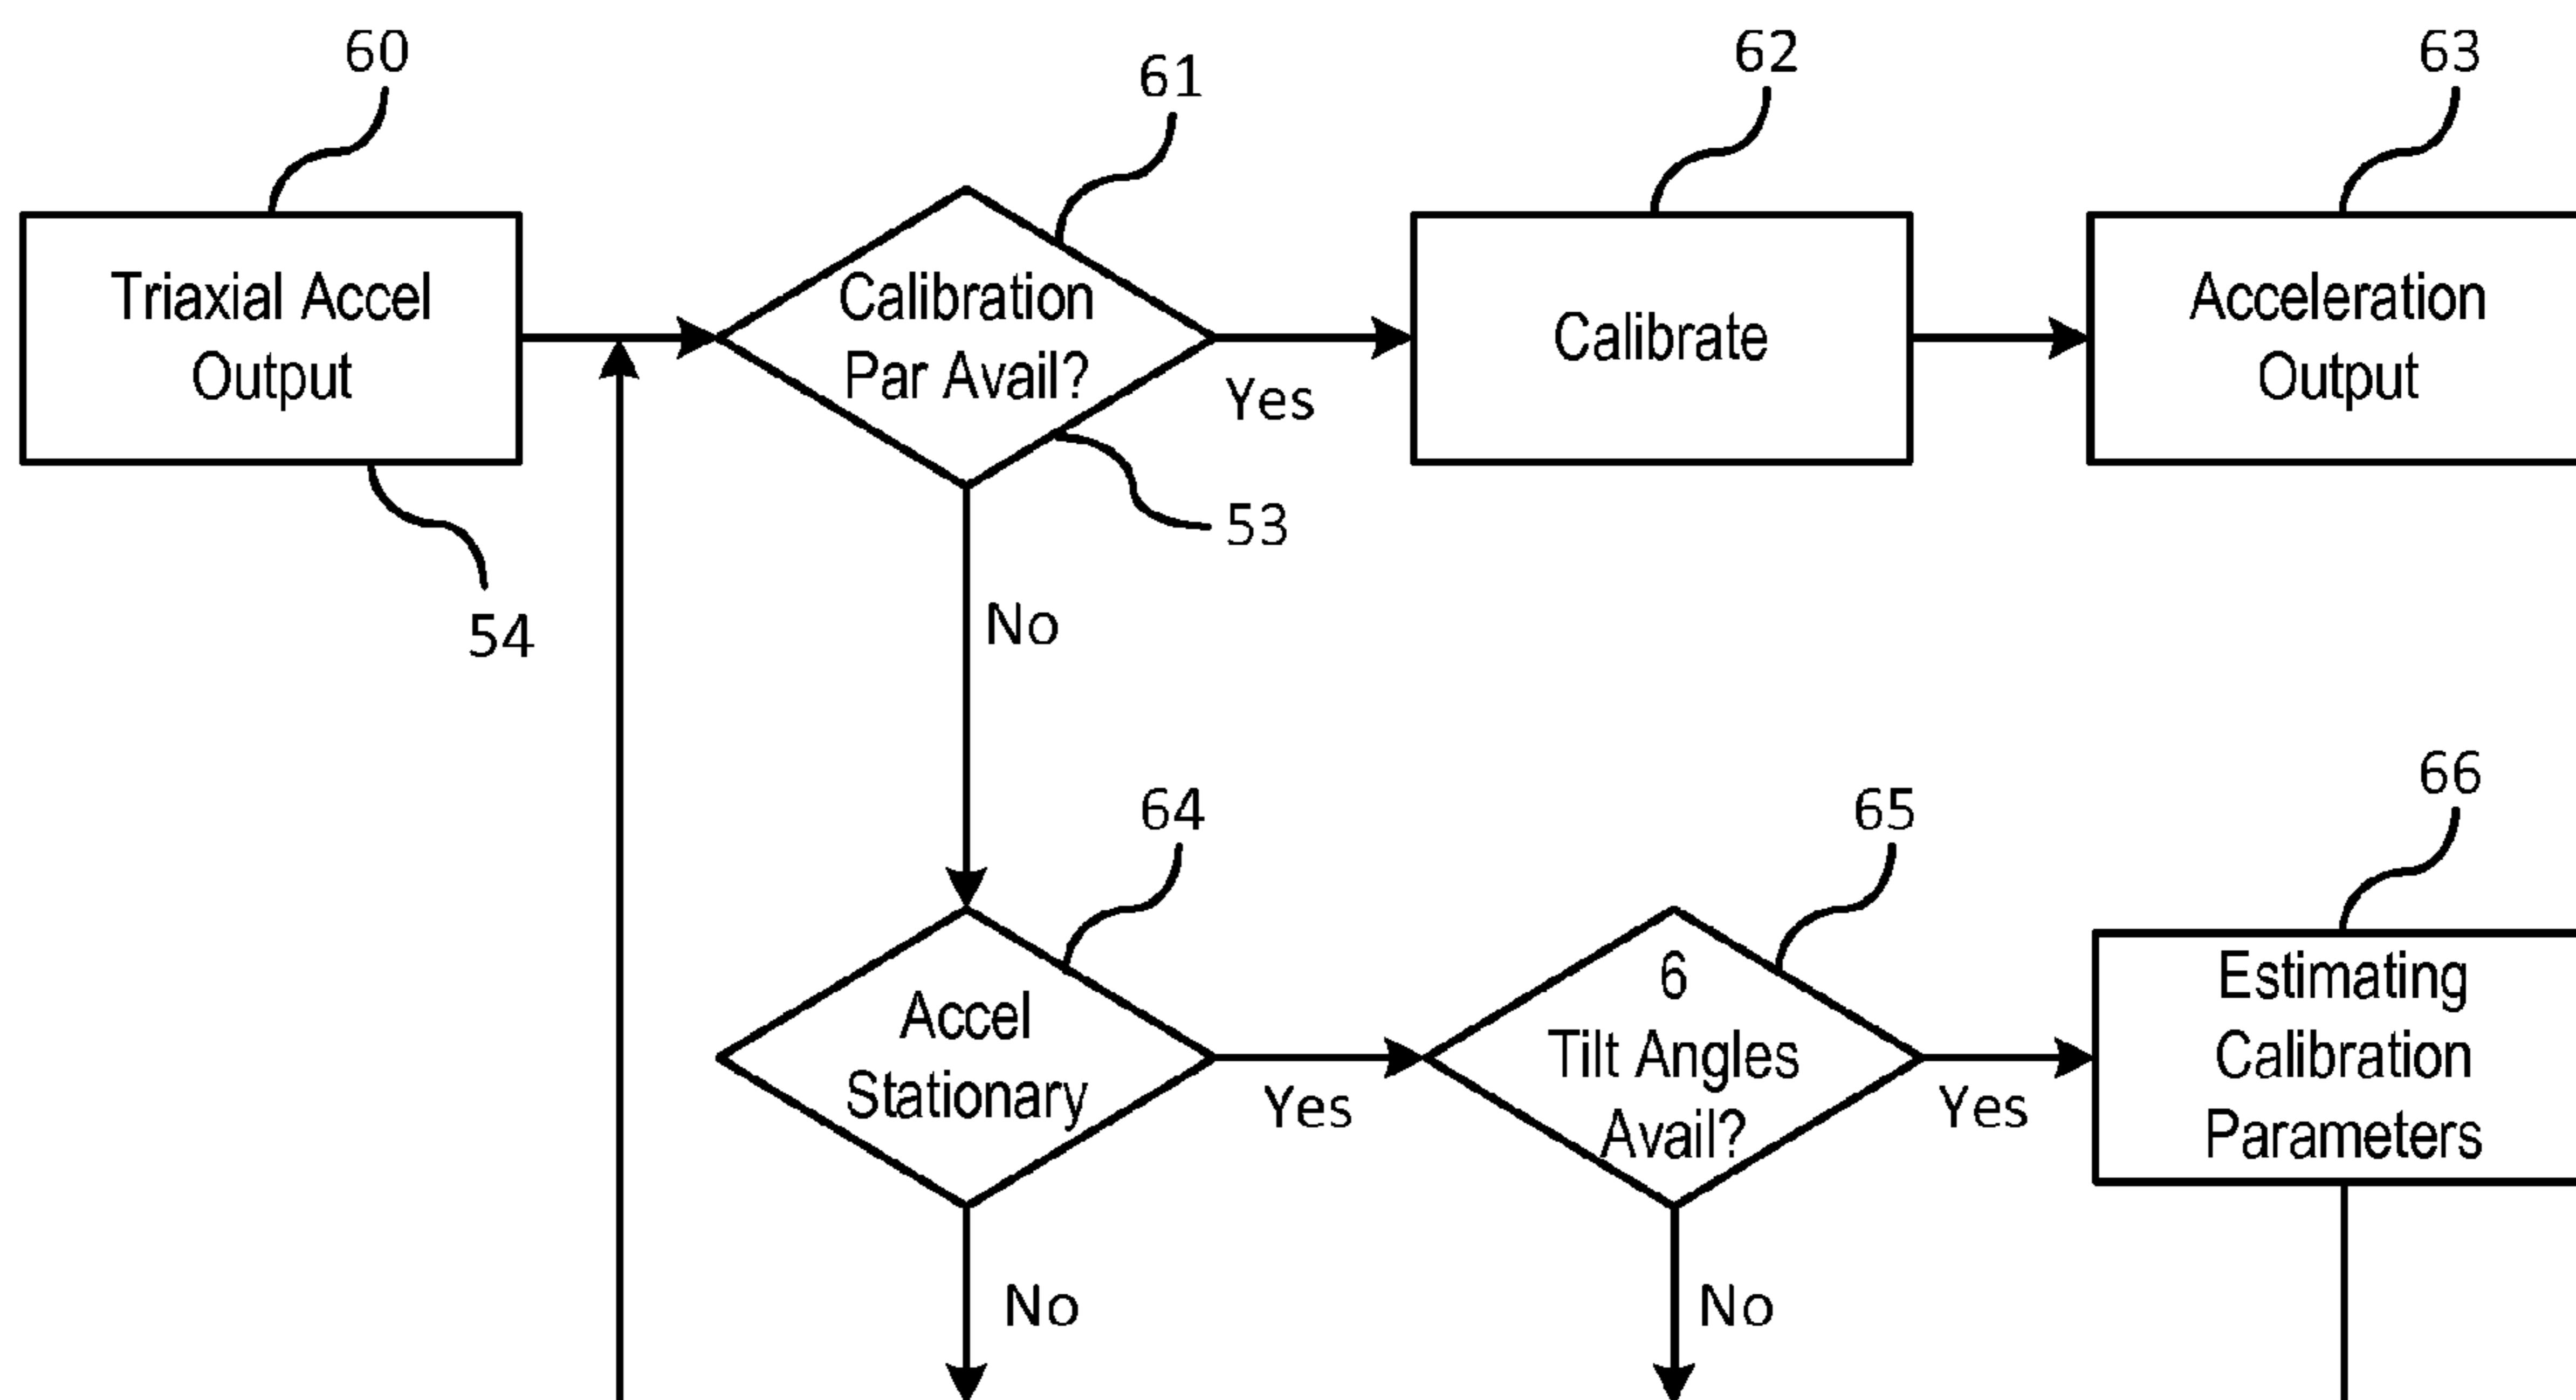 60
61
62
63
Triaxial Accel
Output
Calibration
Par Avail?
Yes
Calibrate
Acceleration
Output
54
53
No
64
65
66
Accel
Stationary
Yes
6
Tilt Angles
Avail?
Yes
Estimating
Calibration
Parameters
No
No